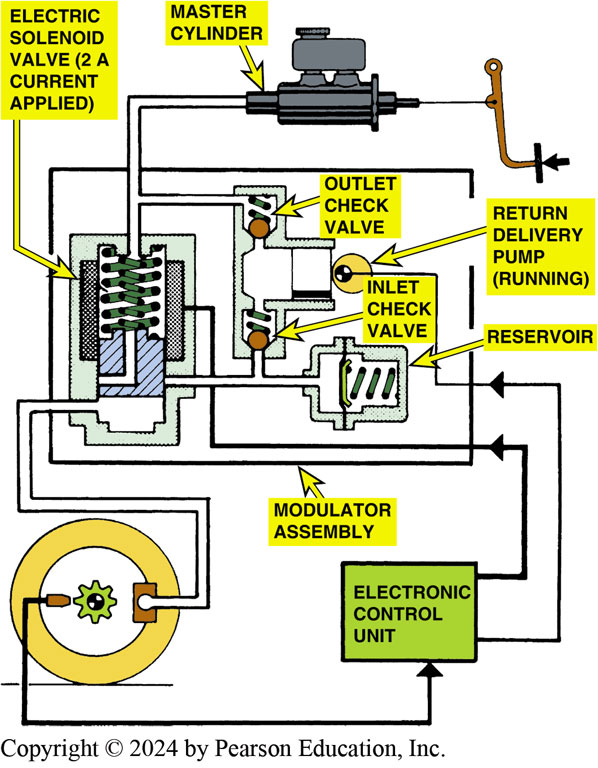 ELECTRIC
SOLENOID
VALVE (2 A
CURRENT
APPLIED)
MASTER
CYLINDER
OUTLET
CHECK
VALVE
RETURN
DELIVERY
PUMP
(RUNNING)
INLET
CHECK
VALVE
RESERVOIR
MODULATOR
ASSEMBLY
ELECTRONIC
CONTROL
UNIT
Copyright © 2024 by Pearson Education, Inc.